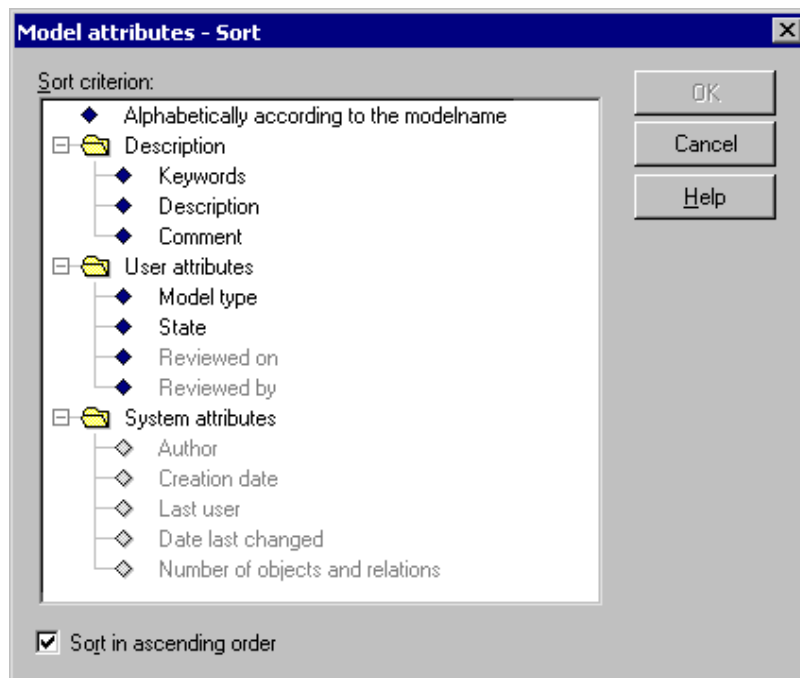 Model attributes - Sort
Sort criterion:
Alphabetically according to the modelname
Description
Keywords
Description
Comment
User attributes
Model type
State
Reviewed on
Reviewed by
System attributes
Author
Creation date
Last user
Date last changed
Number of objects and relations
Sort in ascending order
OK
Cancel
Help